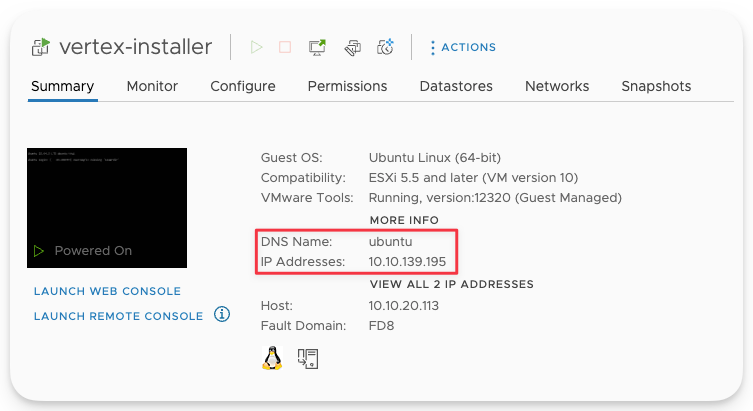 vertex-installer
ACTIONS
Summary Monitor Configure Permissions Datastores Networks Snapshots
Guest OS: Ubuntu Linux (64-bit)
Compatibility: ESXi 5.5 and later (VM version 10)
VMware Tools: Running, version:12320 (Guest Managed)
MORE INFO
DNS Name: ubuntu
IP Addresses: 10.10.139.195
VIEW ALL 2 IP ADDRESSES
Host: 10.10.20.113
Fault Domain: FD8
Powered On
LAUNCH WEB CONSOLE
LAUNCH REMOTE CONSOLE